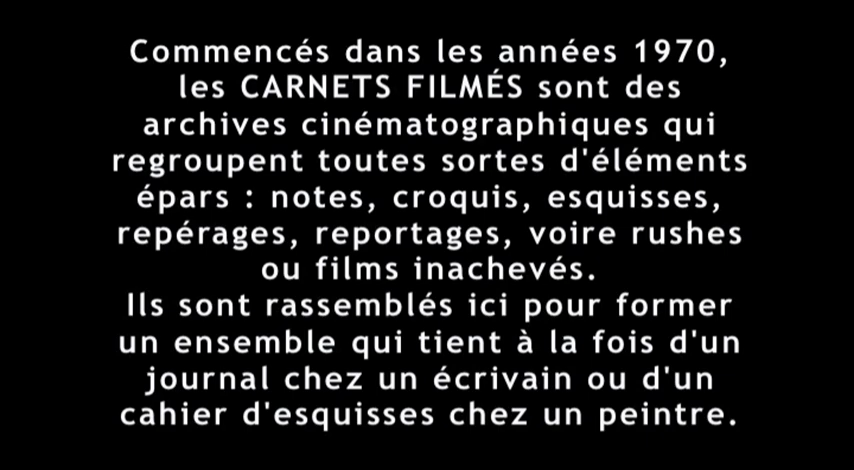 Commencés dans les années 1970,
les CARNETS FILMÉS sont des
archives cinématographiques qui
regroupent toutes sortes d'éléments
épars : notes, croquis, esquisses,
repérages, reportages, voire rushes
ou films inachevés.
Ils sont rassemblés ici pour former
un ensemble qui tient à la fois d'un
journal chez un écrivain ou d'un
cahier d'esquisses chez un peintre.